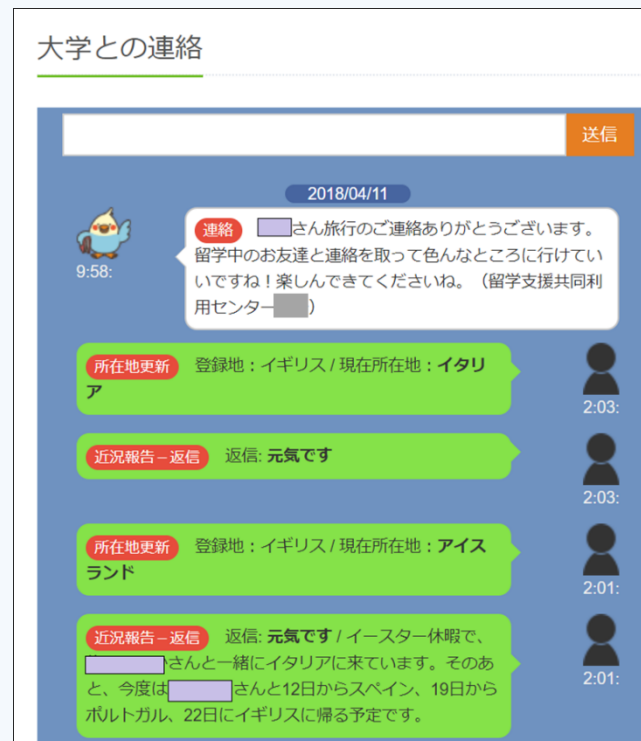 大学との連絡
送信
2018/04/11
連絡 さん旅行のご連絡ありがとうございます。
留学中のお友達と連絡を取って色んなところに行けてい
いですね！楽しんできてくださいね。（留学支援共同利
用センター ）
9:58:
所在地更新 登録地：イギリス / 現在所在地：イタリ
ア
2:03:
近況報告－返信 返信: 元気です
2:03:
所在地更新 登録地：イギリス / 現在所在地：アイス
ランド
2:01:
近況報告－返信 返信: 元気です / イースター休暇で、
さんと一緒にイタリアに来ています。そのあ
と、今度は さんと12日からスペイン、19日から
ポルトガル、22日にイギリスに帰る予定です。
2:01: